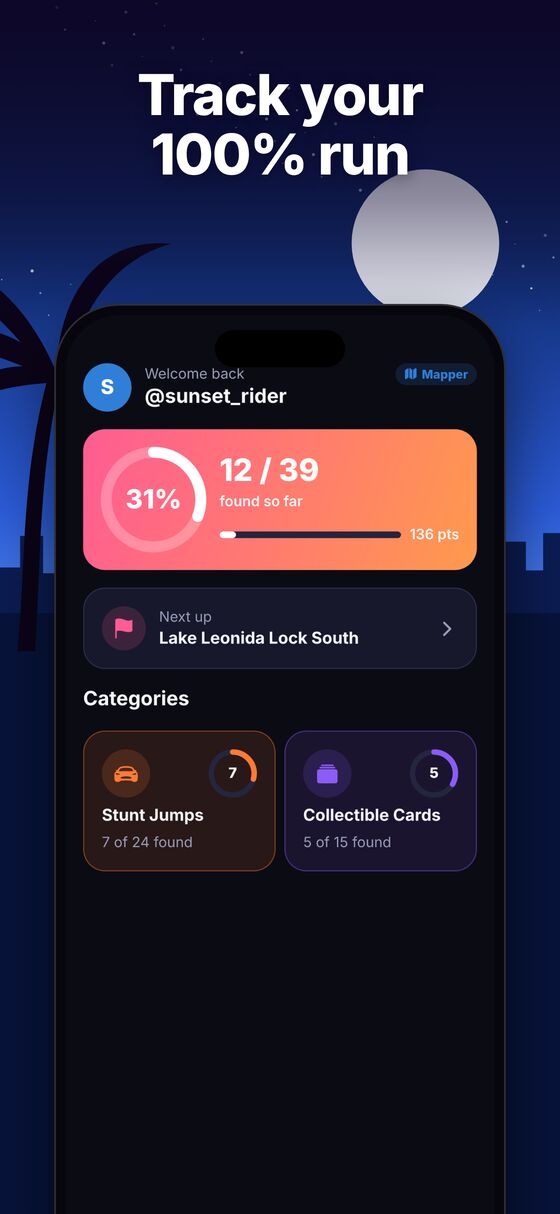 Track your
100% run
Welcome back
@sunset_rider
S
Mapper
31%
12 / 39
found so far
136 pts
Next up
Lake Leonida Lock South
Categories
7
Stunt Jumps
7 of 24 found
5
Collectible Cards
5 of 15 found